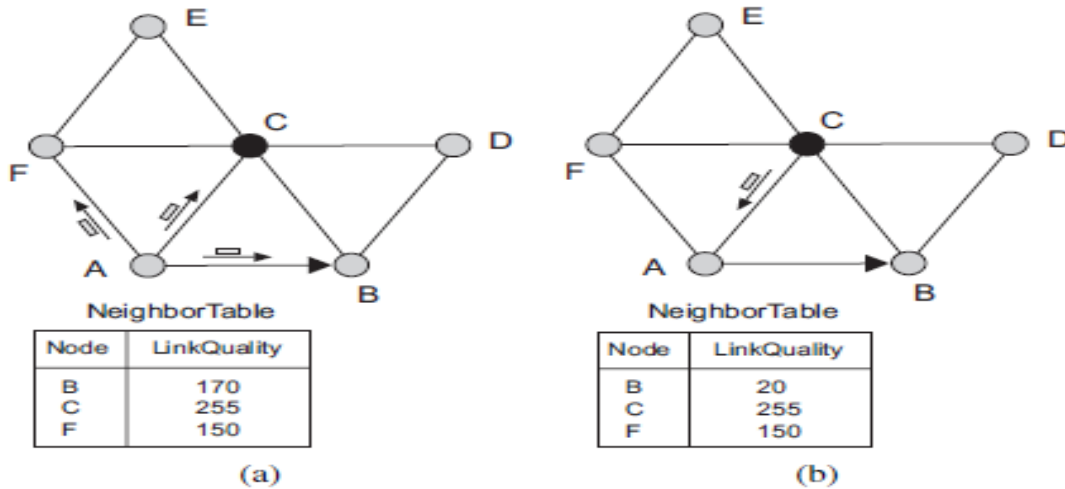 E
C
D
F
A
B
NeighborTable
Node LinkQuality
B 170
C 255
F 150
(a)
E
C
D
F
A
B
NeighborTable
Node LinkQuality
B 20
C 255
F 150
(b)